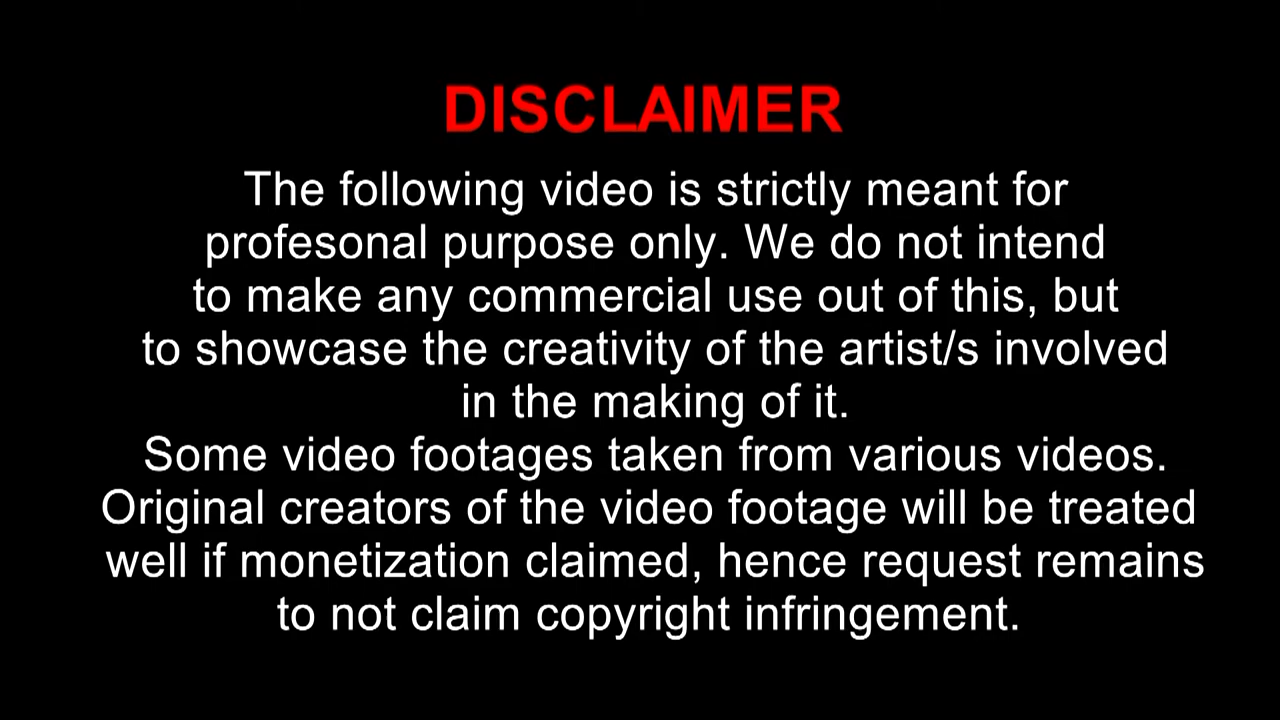 DISCLAIMER
The following video is strictly meant for
profesonal purpose only. We do not intend
to make any commercial use out of this, but
to showcase the creativity of the artist/s involved
in the making of it.
Some video footages taken from various videos.
Original creators of the video footage will be treated
well if monetization claimed, hence request remains
to not claim copyright infringement.